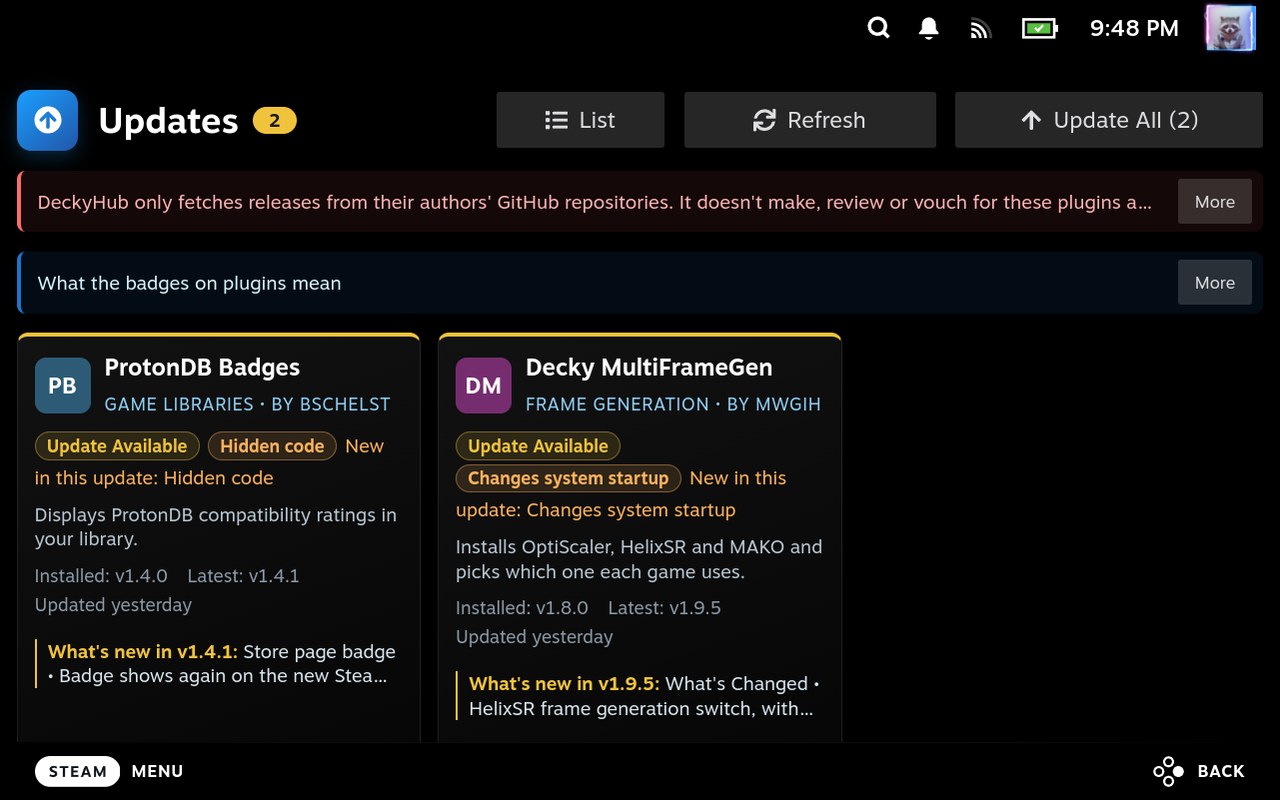 9:48 PM
Updates 2
List
Refresh
Update All (2)
DeckyHub only fetches releases from their authors' GitHub repositories. It doesn't make, review or vouch for these plugins a...
More
What the badges on plugins mean
More
PB
ProtonDB Badges
GAME LIBRARIES · BY BSCHELST
Update Available Hidden code New
in this update: Hidden code
Displays ProtonDB compatibility ratings in
your library.
Installed: v1.4.0 Latest: v1.4.1
Updated yesterday
What's new in v1.4.1: Store page badge
• Badge shows again on the new Stea...
DM
Decky MultiFrameGen
FRAME GENERATION · BY MWGIH
Update Available
Changes system startup New in this
update: Changes system startup
Installs OptiScaler, HelixSR and MAKO and
picks which one each game uses.
Installed: v1.8.0 Latest: v1.9.5
Updated yesterday
What's new in v1.9.5: What's Changed •
HelixSR frame generation switch, with...
STEAM MENU
BACK